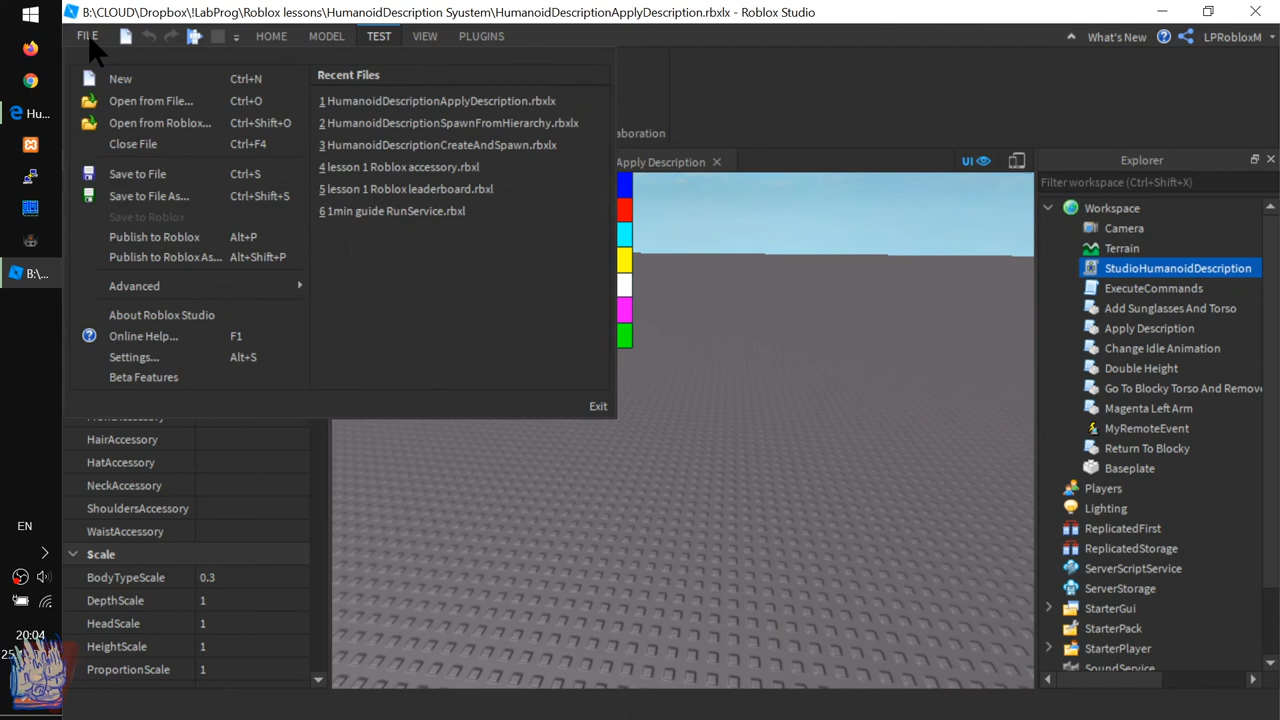 B:\CLOUD\Dropbox\!LabProg\Roblox lessons\HumanoidDescription Syustem\HumanoidDescriptionApplyDescription.rbxlx - Roblox Studio
FILE HOME MODEL TEST VIEW PLUGINS What's New LPRobloxM
New Ctrl+N
Open from File... Ctrl+O
Open from Roblox... Ctrl+Shift+O
Close File Ctrl+F4
Save to File Ctrl+S
Save to File As... Ctrl+Shift+S
Save to Roblox
Publish to Roblox Alt+P
Publish to Roblox As... Alt+Shift+P
Advanced
About Roblox Studio
Online Help... F1
Settings... Alt+S
Beta Features
Recent Files
1 HumanoidDescriptionApplyDescription.rbxlx
2 HumanoidDescriptionSpawnFromHierarchy.rbxlx
3 HumanoidDescriptionCreateAndSpawn.rbxlx
4 lesson 1 Roblox accessory.rbxl
5 lesson 1 Roblox leaderboard.rbxl
6 1min guide RunService.rbxl
Exit
aboration
Apply Description
UI
Explorer
Filter workspace (Ctrl+Shift+X)
Workspace
Camera
Terrain
StudioHumanoidDescription
ExecuteCommands
Add Sunglasses And Torso
Apply Description
Change Idle Animation
Double Height
Go To Blocky Torso And Remove
Magenta Left Arm
MyRemoteEvent
Return To Blocky
Baseplate
Players
Lighting
ReplicatedFirst
ReplicatedStorage
ServerScriptService
ServerStorage
StarterGui
StarterPack
StarterPlayer
SoundService
HairAccessory
HatAccessory
NeckAccessory
ShouldersAccessory
WaistAccessory
Scale
BodyTypeScale 0.3
DepthScale 1
HeadScale 1
HeightScale 1
ProportionScale 1
Hu...
B:\...
EN
20:04